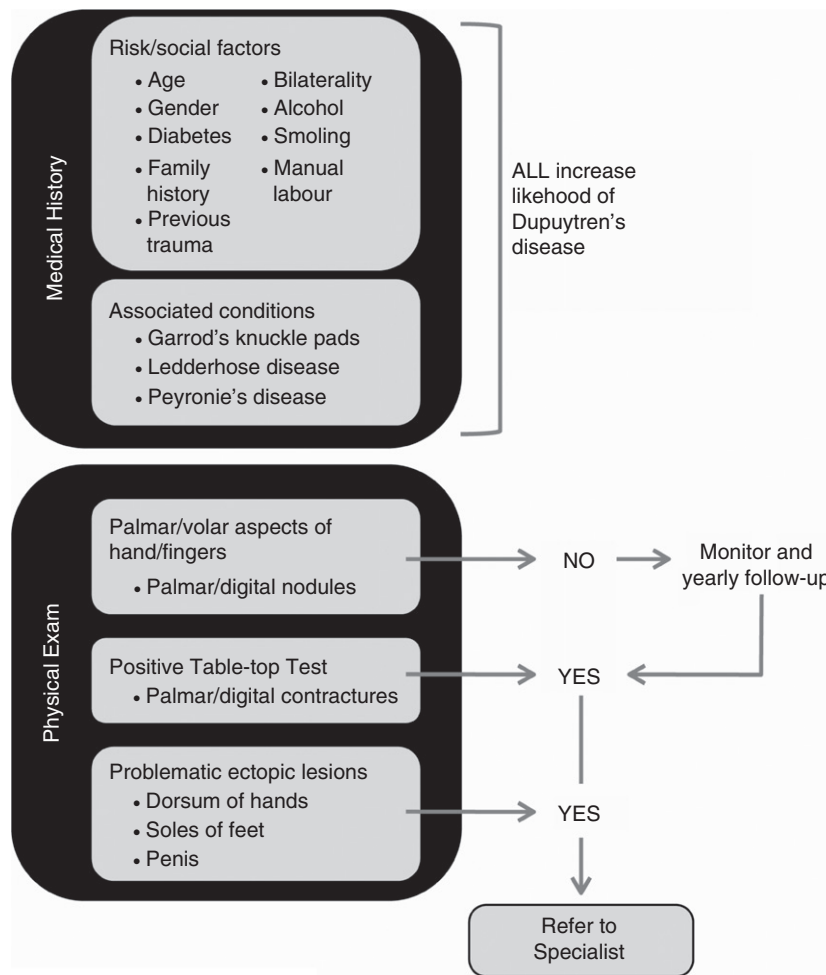 Medical History
Risk/social factors
• Age
• Gender
• Diabetes
• Family
history
• Previous
trauma
• Bilaterality
• Alcohol
• Smoling
• Manual
labour
Associated conditions
• Garrod's knuckle pads
• Ledderhose disease
• Peyronie's disease
ALL increase
likehood of
Dupuytren's
disease
Physical Exam
Palmar/volar aspects of
hand/fingers
• Palmar/digital nodules
NO
Monitor and
yearly follow-up
Positive Table-top Test
• Palmar/digital contractures
YES
Problematic ectopic lesions
• Dorsum of hands
• Soles of feet
• Penis
YES
Refer to
Specialist